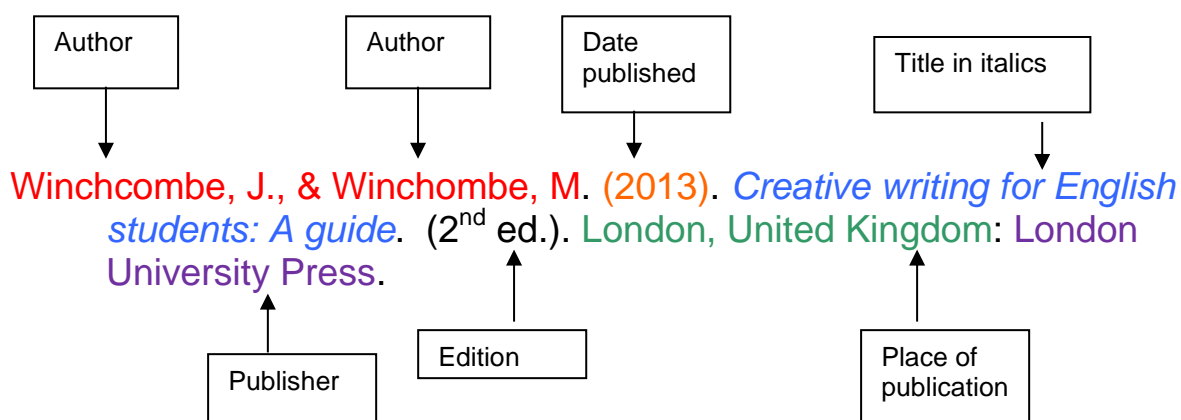 Author
Author
Date
published
Title in italics
Winchcombe, J., & Winchombe, M. (2013). Creative writing for English
students: A guide.  (2nd ed.). London, United Kingdom: London
University Press.
Publisher
Edition
Place of
publication